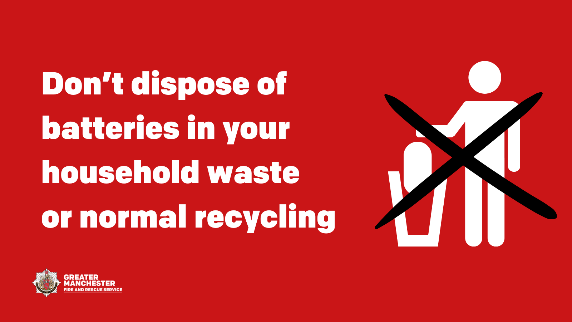 Don't dispose of
batteries in your
household waste
or normal recycling
GREATER
MANCHESTER
FIRE AND RESCUE SERVICE